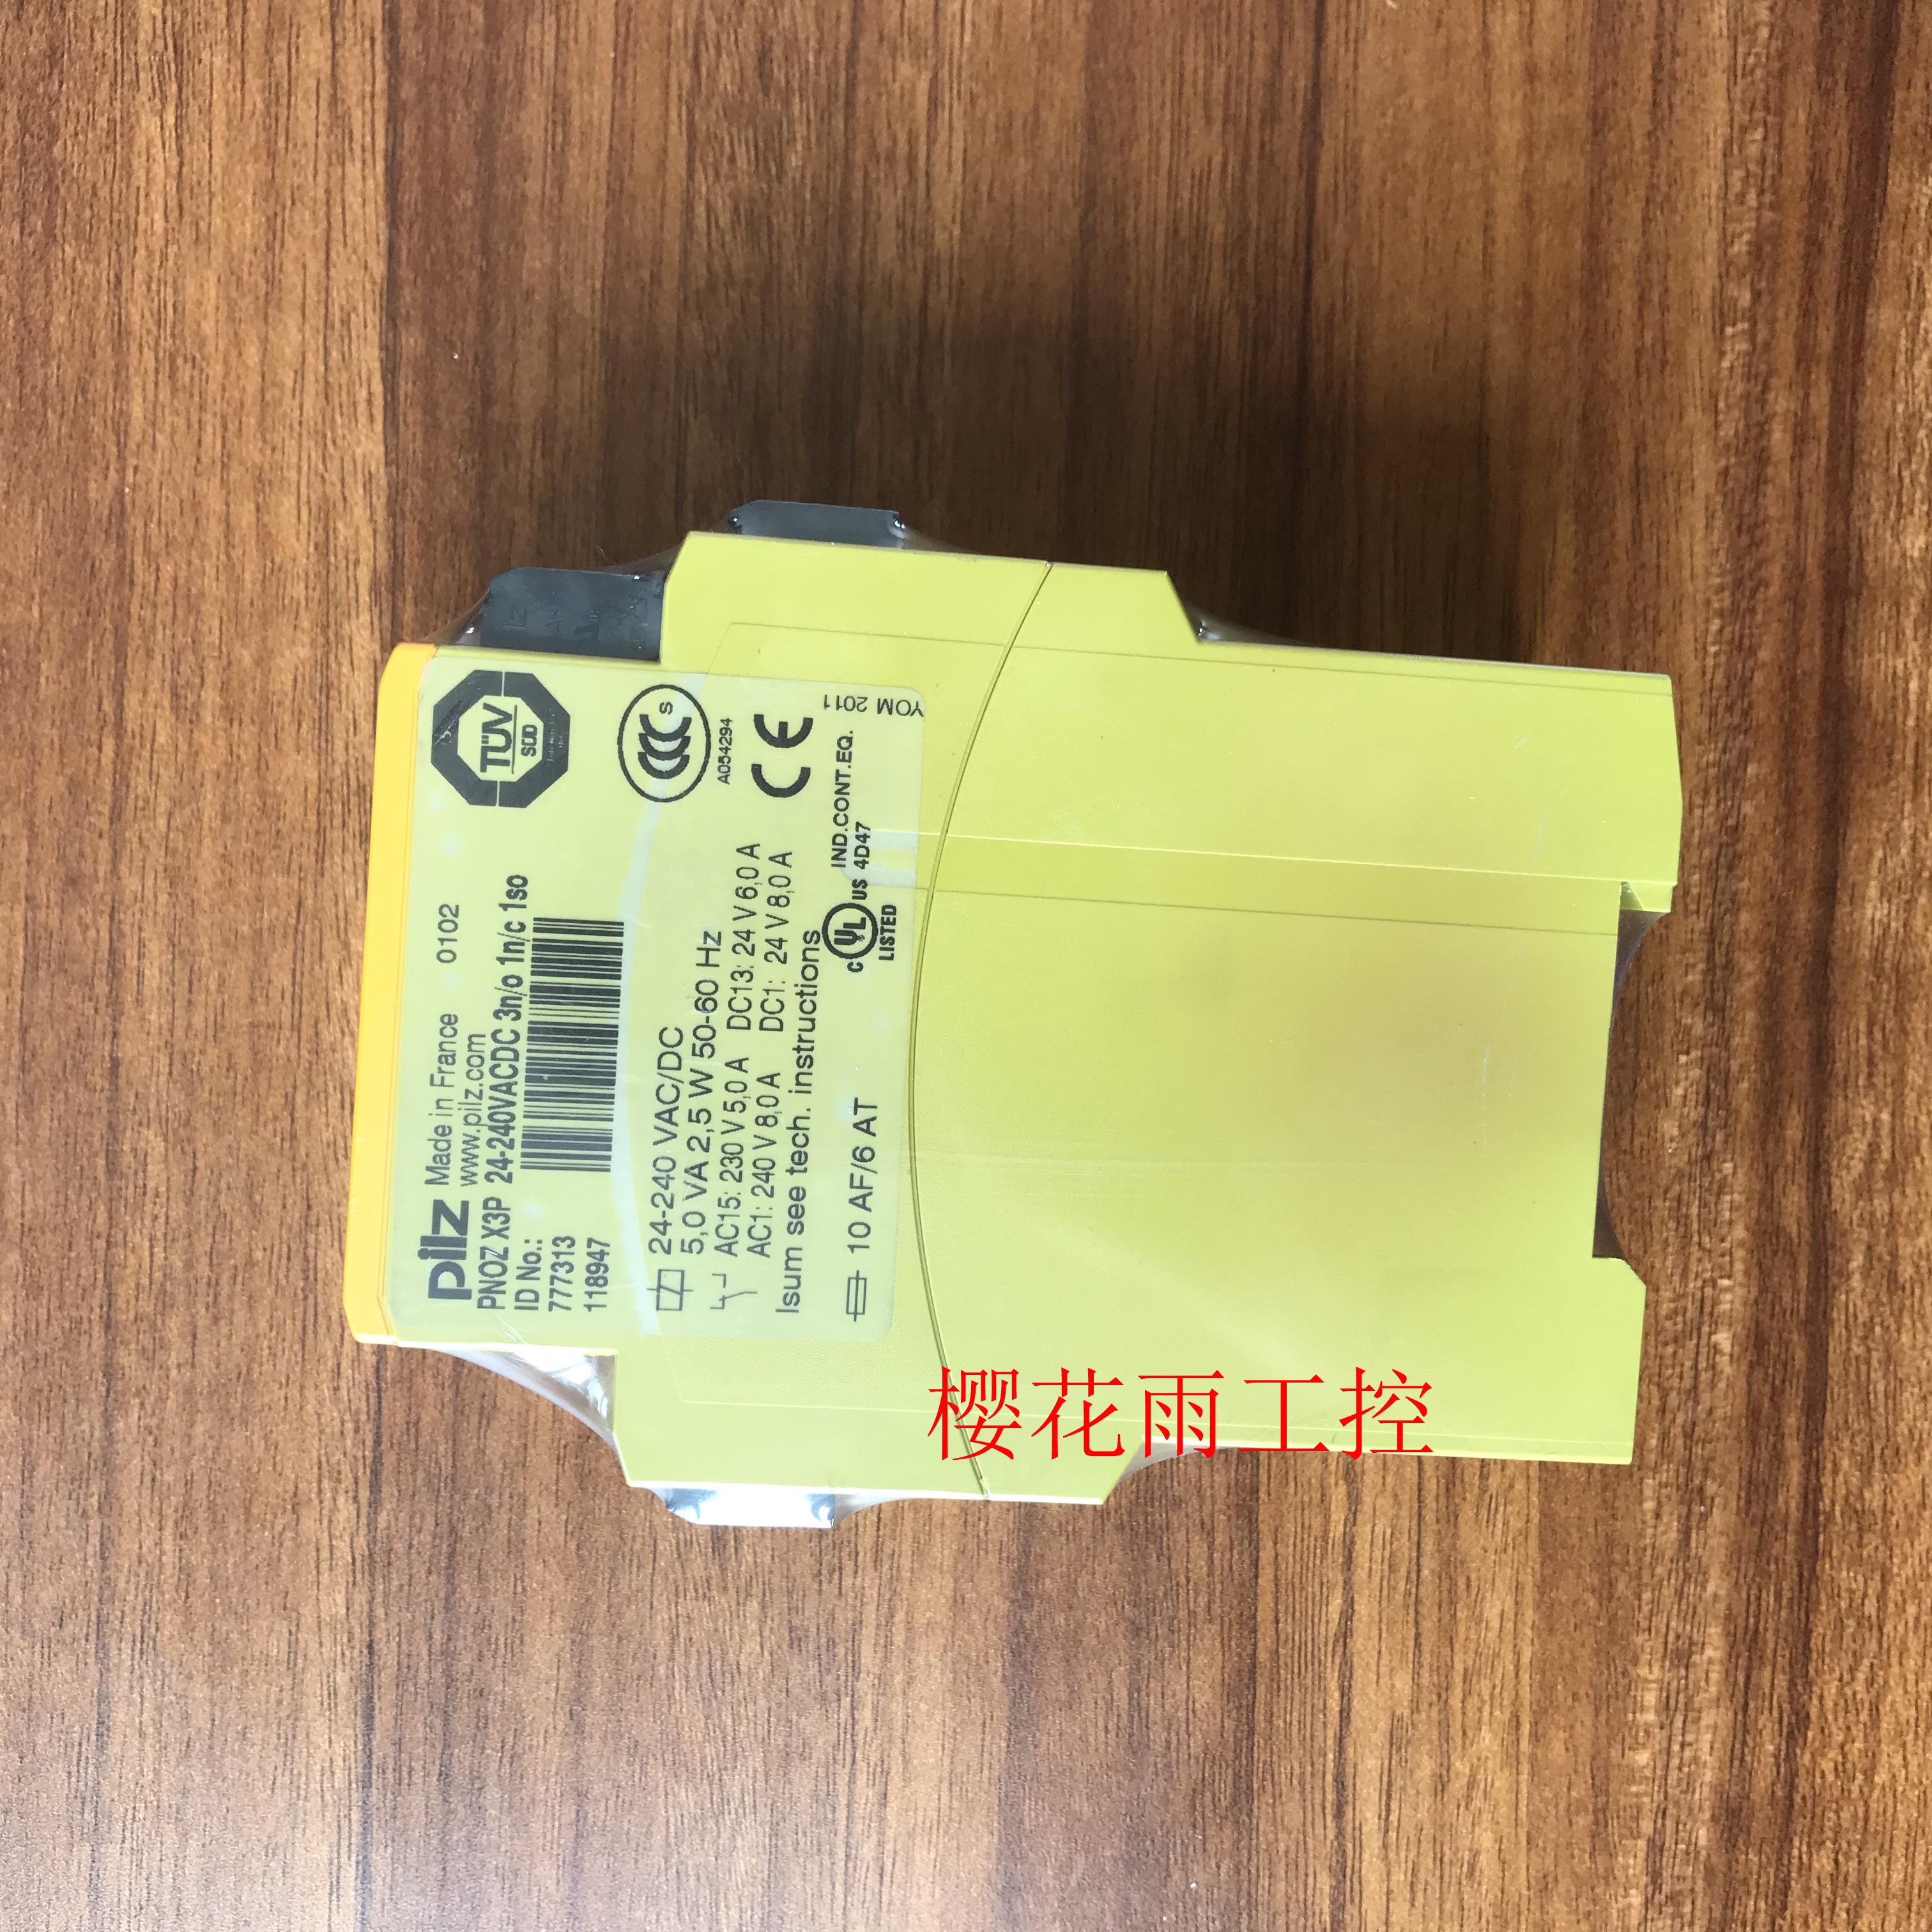 pilz Made in France 0102
www.pilz.com
PNOZ X3P 24-240VACDC 3n/o 1n/c 1so
ID No.:
777313
118947
TÜV
SÜD
S
A054294
CE
YOM 2011
24-240 VAC/DC
5,0 VA 2,5 W 50-60 Hz
AC15: 230 V 5,0 A DC13: 24 V 6,0 A
AC1: 240 V 8,0 A DC1: 24 V 8,0 A
Isum see tech. instructions
10 AF/6 AT
C UL US IND.CONT.EQ.
4D47
LISTED
樱花雨工控